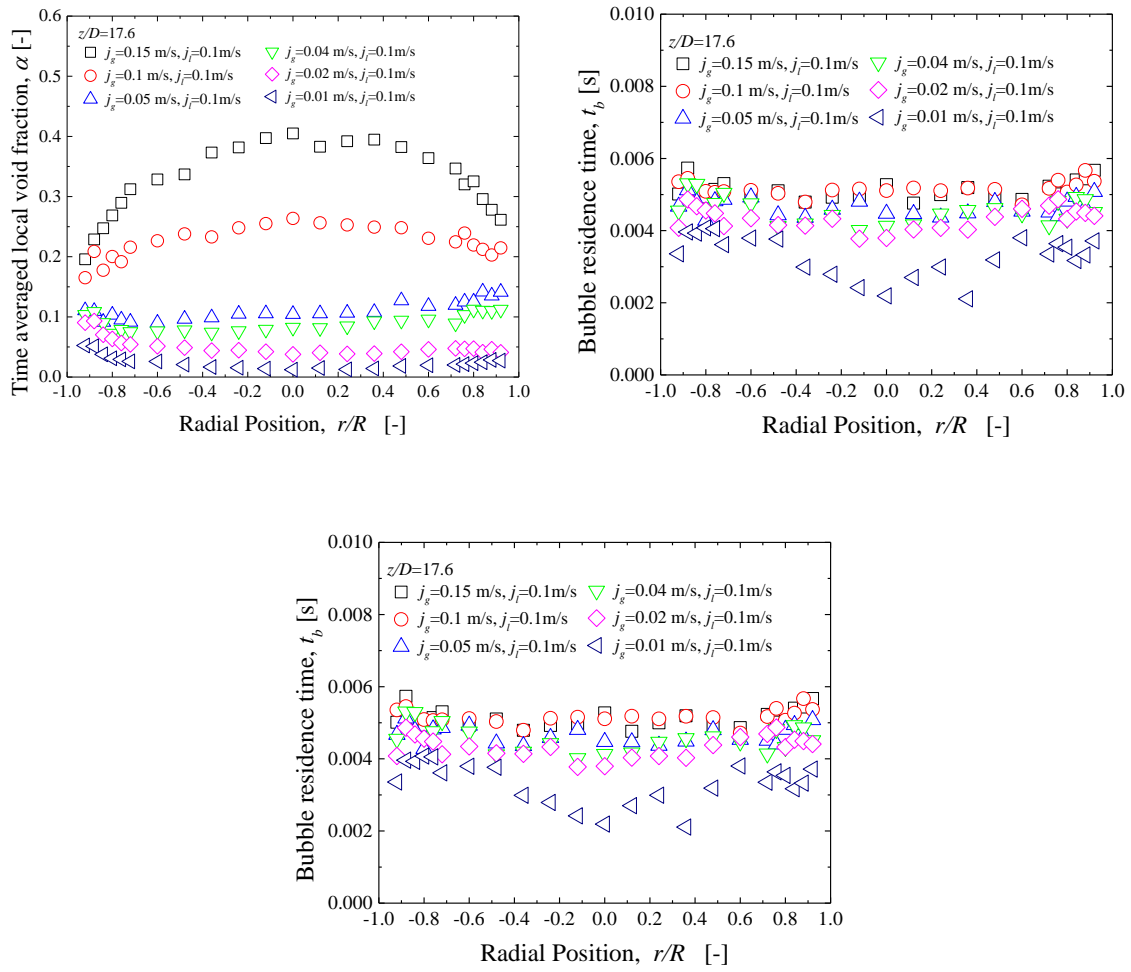 0.6
0.5
0.4
0.3
0.2
0.1
0.0
Time averaged local void fraction, α [-]
z/D=17.6
j_g=0.15 m/s, j_l=0.1m/s
j_g=0.1 m/s, j_l=0.1m/s
j_g=0.05 m/s, j_l=0.1m/s
j_g=0.04 m/s, j_l=0.1m/s
j_g=0.02 m/s, j_l=0.1m/s
j_g=0.01 m/s, j_l=0.1m/s
-1.0 -0.8 -0.6 -0.4 -0.2 0.0 0.2 0.4 0.6 0.8 1.0
Radial Position, r/R [-]
0.010
0.008
0.006
0.004
0.002
0.000
Bubble residence time, t_b [s]
z/D=17.6
j_g=0.15 m/s, j_l=0.1m/s
j_g=0.1 m/s, j_l=0.1m/s
j_g=0.05 m/s, j_l=0.1m/s
j_g=0.04 m/s, j_l=0.1m/s
j_g=0.02 m/s, j_l=0.1m/s
j_g=0.01 m/s, j_l=0.1m/s
-1.0 -0.8 -0.6 -0.4 -0.2 0.0 0.2 0.4 0.6 0.8 1.0
Radial Position, r/R [-]
0.010
0.008
0.006
0.004
0.002
0.000
Bubble residence time, t_b [s]
z/D=17.6
j_g=0.15 m/s, j_l=0.1m/s
j_g=0.1 m/s, j_l=0.1m/s
j_g=0.05 m/s, j_l=0.1m/s
j_g=0.04 m/s, j_l=0.1m/s
j_g=0.02 m/s, j_l=0.1m/s
j_g=0.01 m/s, j_l=0.1m/s
-1.0 -0.8 -0.6 -0.4 -0.2 0.0 0.2 0.4 0.6 0.8 1.0
Radial Position, r/R [-]